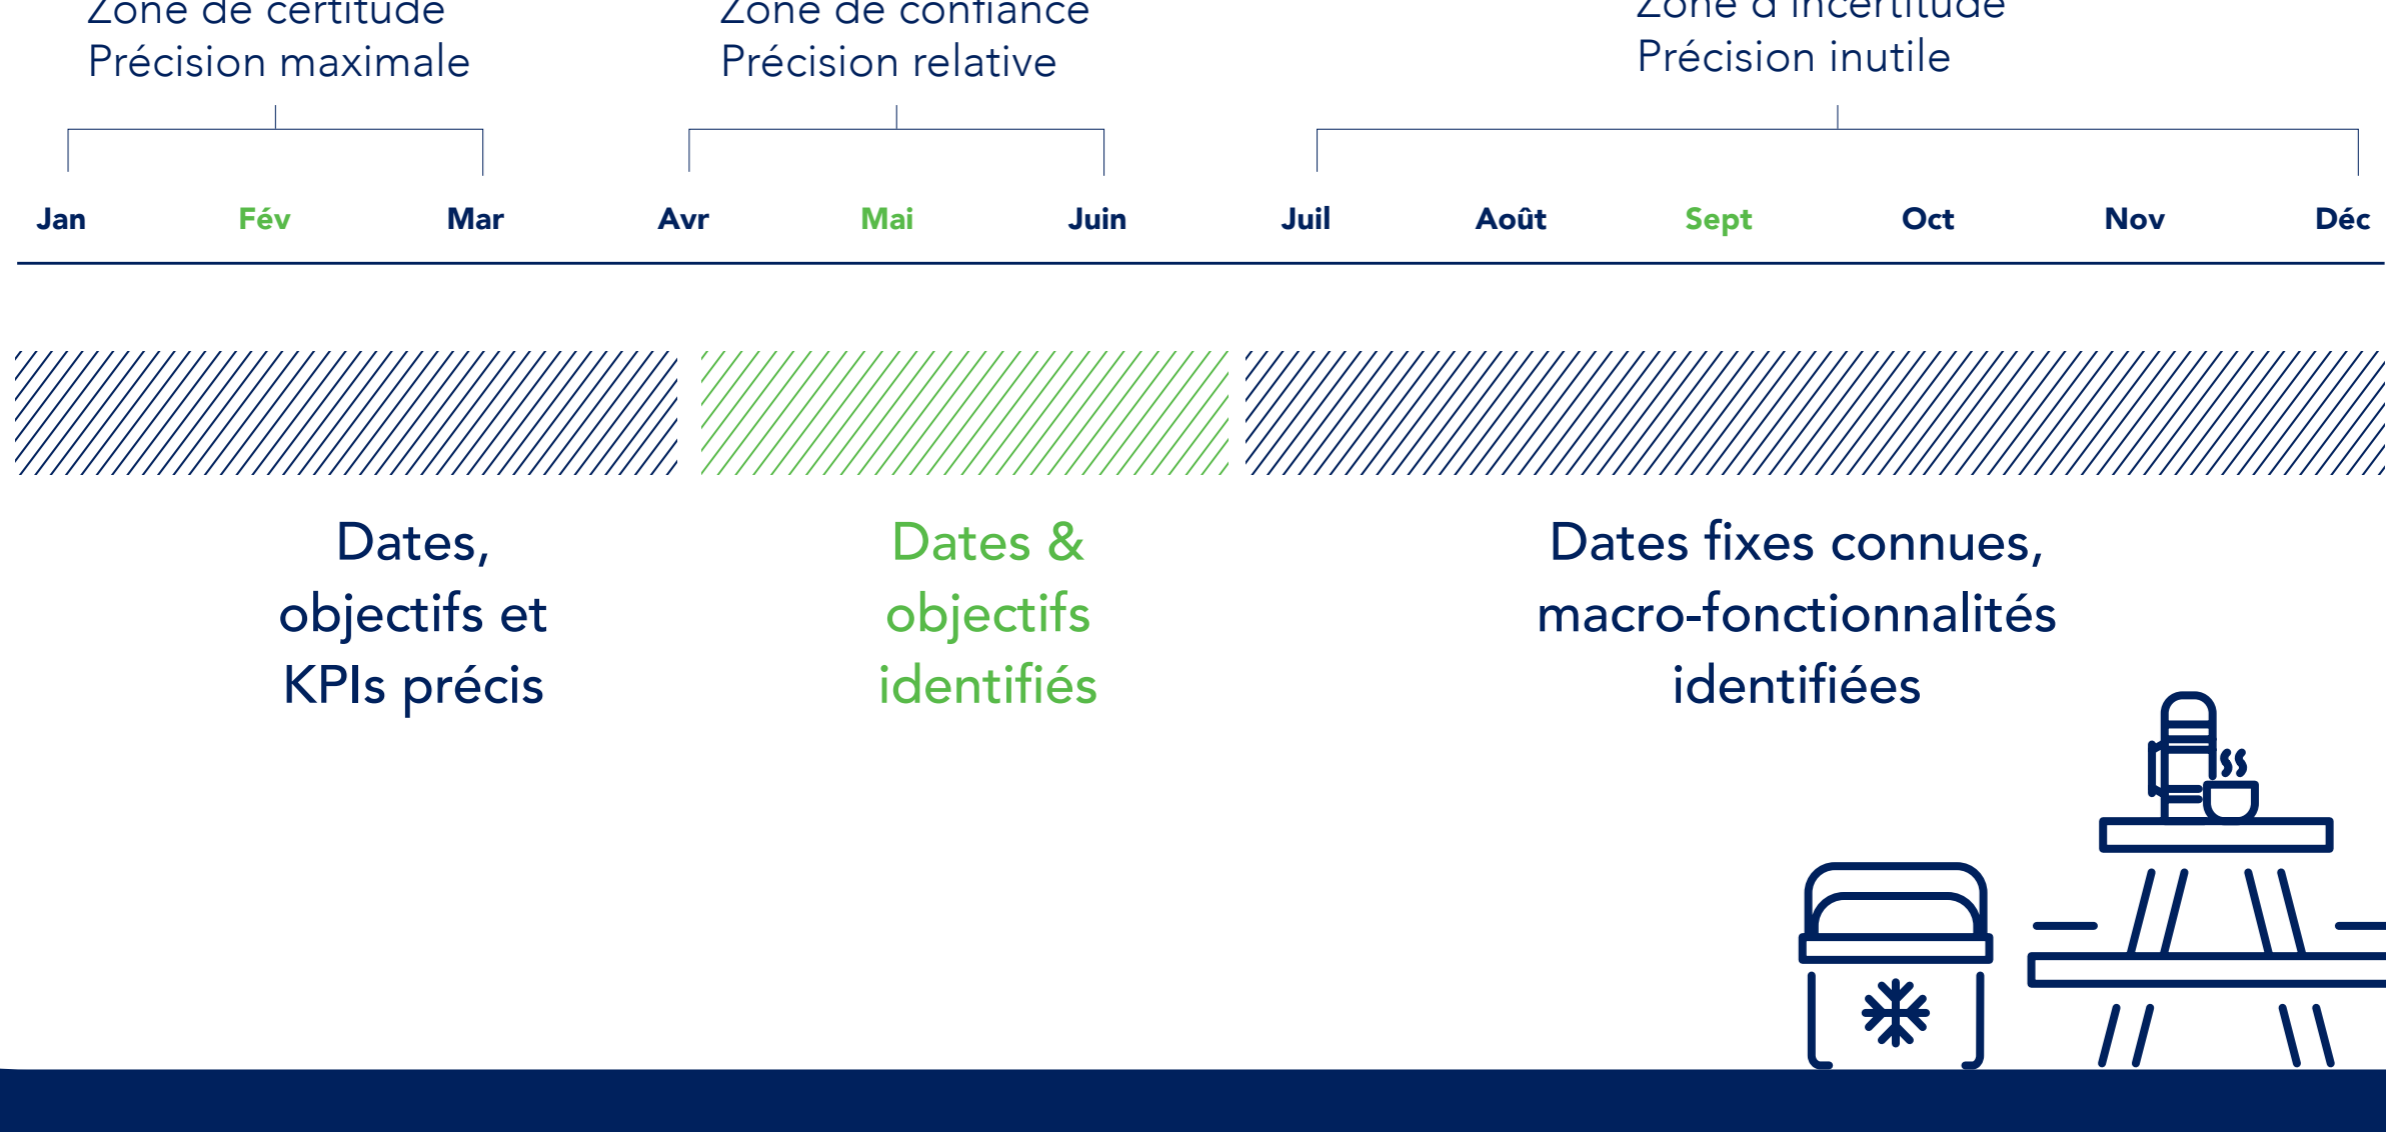 Zone de certitude
Précision maximale
Zone de confiance
Précision relative
Zone d'incertitude
Précision inutile
Jan Fév Mar Avr Mai Juin Juil Août Sept Oct Nov Déc
Dates,
objectifs et
KPIs précis
Dates &
objectifs
identifiés
Dates fixes connues,
macro-fonctionnalités
identifiées